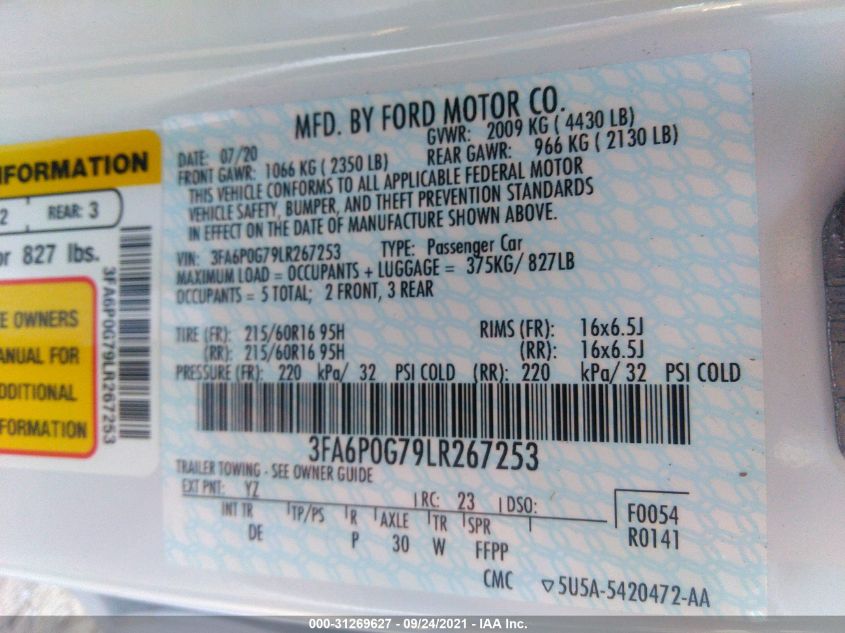 MFD. BY FORD MOTOR CO.
DATE: 07/20 GVWR: 2009 KG ( 4430 LB)
FRONT GAWR: 1066 KG ( 2350 LB) REAR GAWR: 966 KG ( 2130 LB)
THIS VEHICLE CONFORMS TO ALL APPLICABLE FEDERAL MOTOR
VEHICLE SAFETY, BUMPER, AND THEFT PREVENTION STANDARDS
IN EFFECT ON THE DATE OF MANUFACTURE SHOWN ABOVE.
VIN: 3FA6P0G79LR267253 TYPE: Passenger Car
MAXIMUM LOAD = OCCUPANTS + LUGGAGE = 375KG/ 827LB
OCCUPANTS = 5 TOTAL; 2 FRONT, 3 REAR
TIRE (FR): 215/60R16 95H RIMS (FR): 16x6.5J
(RR): 215/60R16 95H (RR): 16x6.5J
PRESSURE (FR): 220 kPa/ 32 PSI COLD (RR): 220 kPa/ 32 PSI COLD
3FA6P0G79LR267253
TRAILER TOWING - SEE OWNER GUIDE
EXT PNT: YZ RC: 23 DSO:
INT TR TP/PS R AXLE TR SPR
DE P 30 W FFPP
F0054
R0141
CMC ▽5U5A-5420472-AA
NFORMATION
2 REAR: 3
or 827 lbs.
E OWNERS
ANUAL FOR
DDITIONAL
FORMATION
3FA6P0G79LR267253
000-31269627 - 09/24/2021 - IAA Inc.